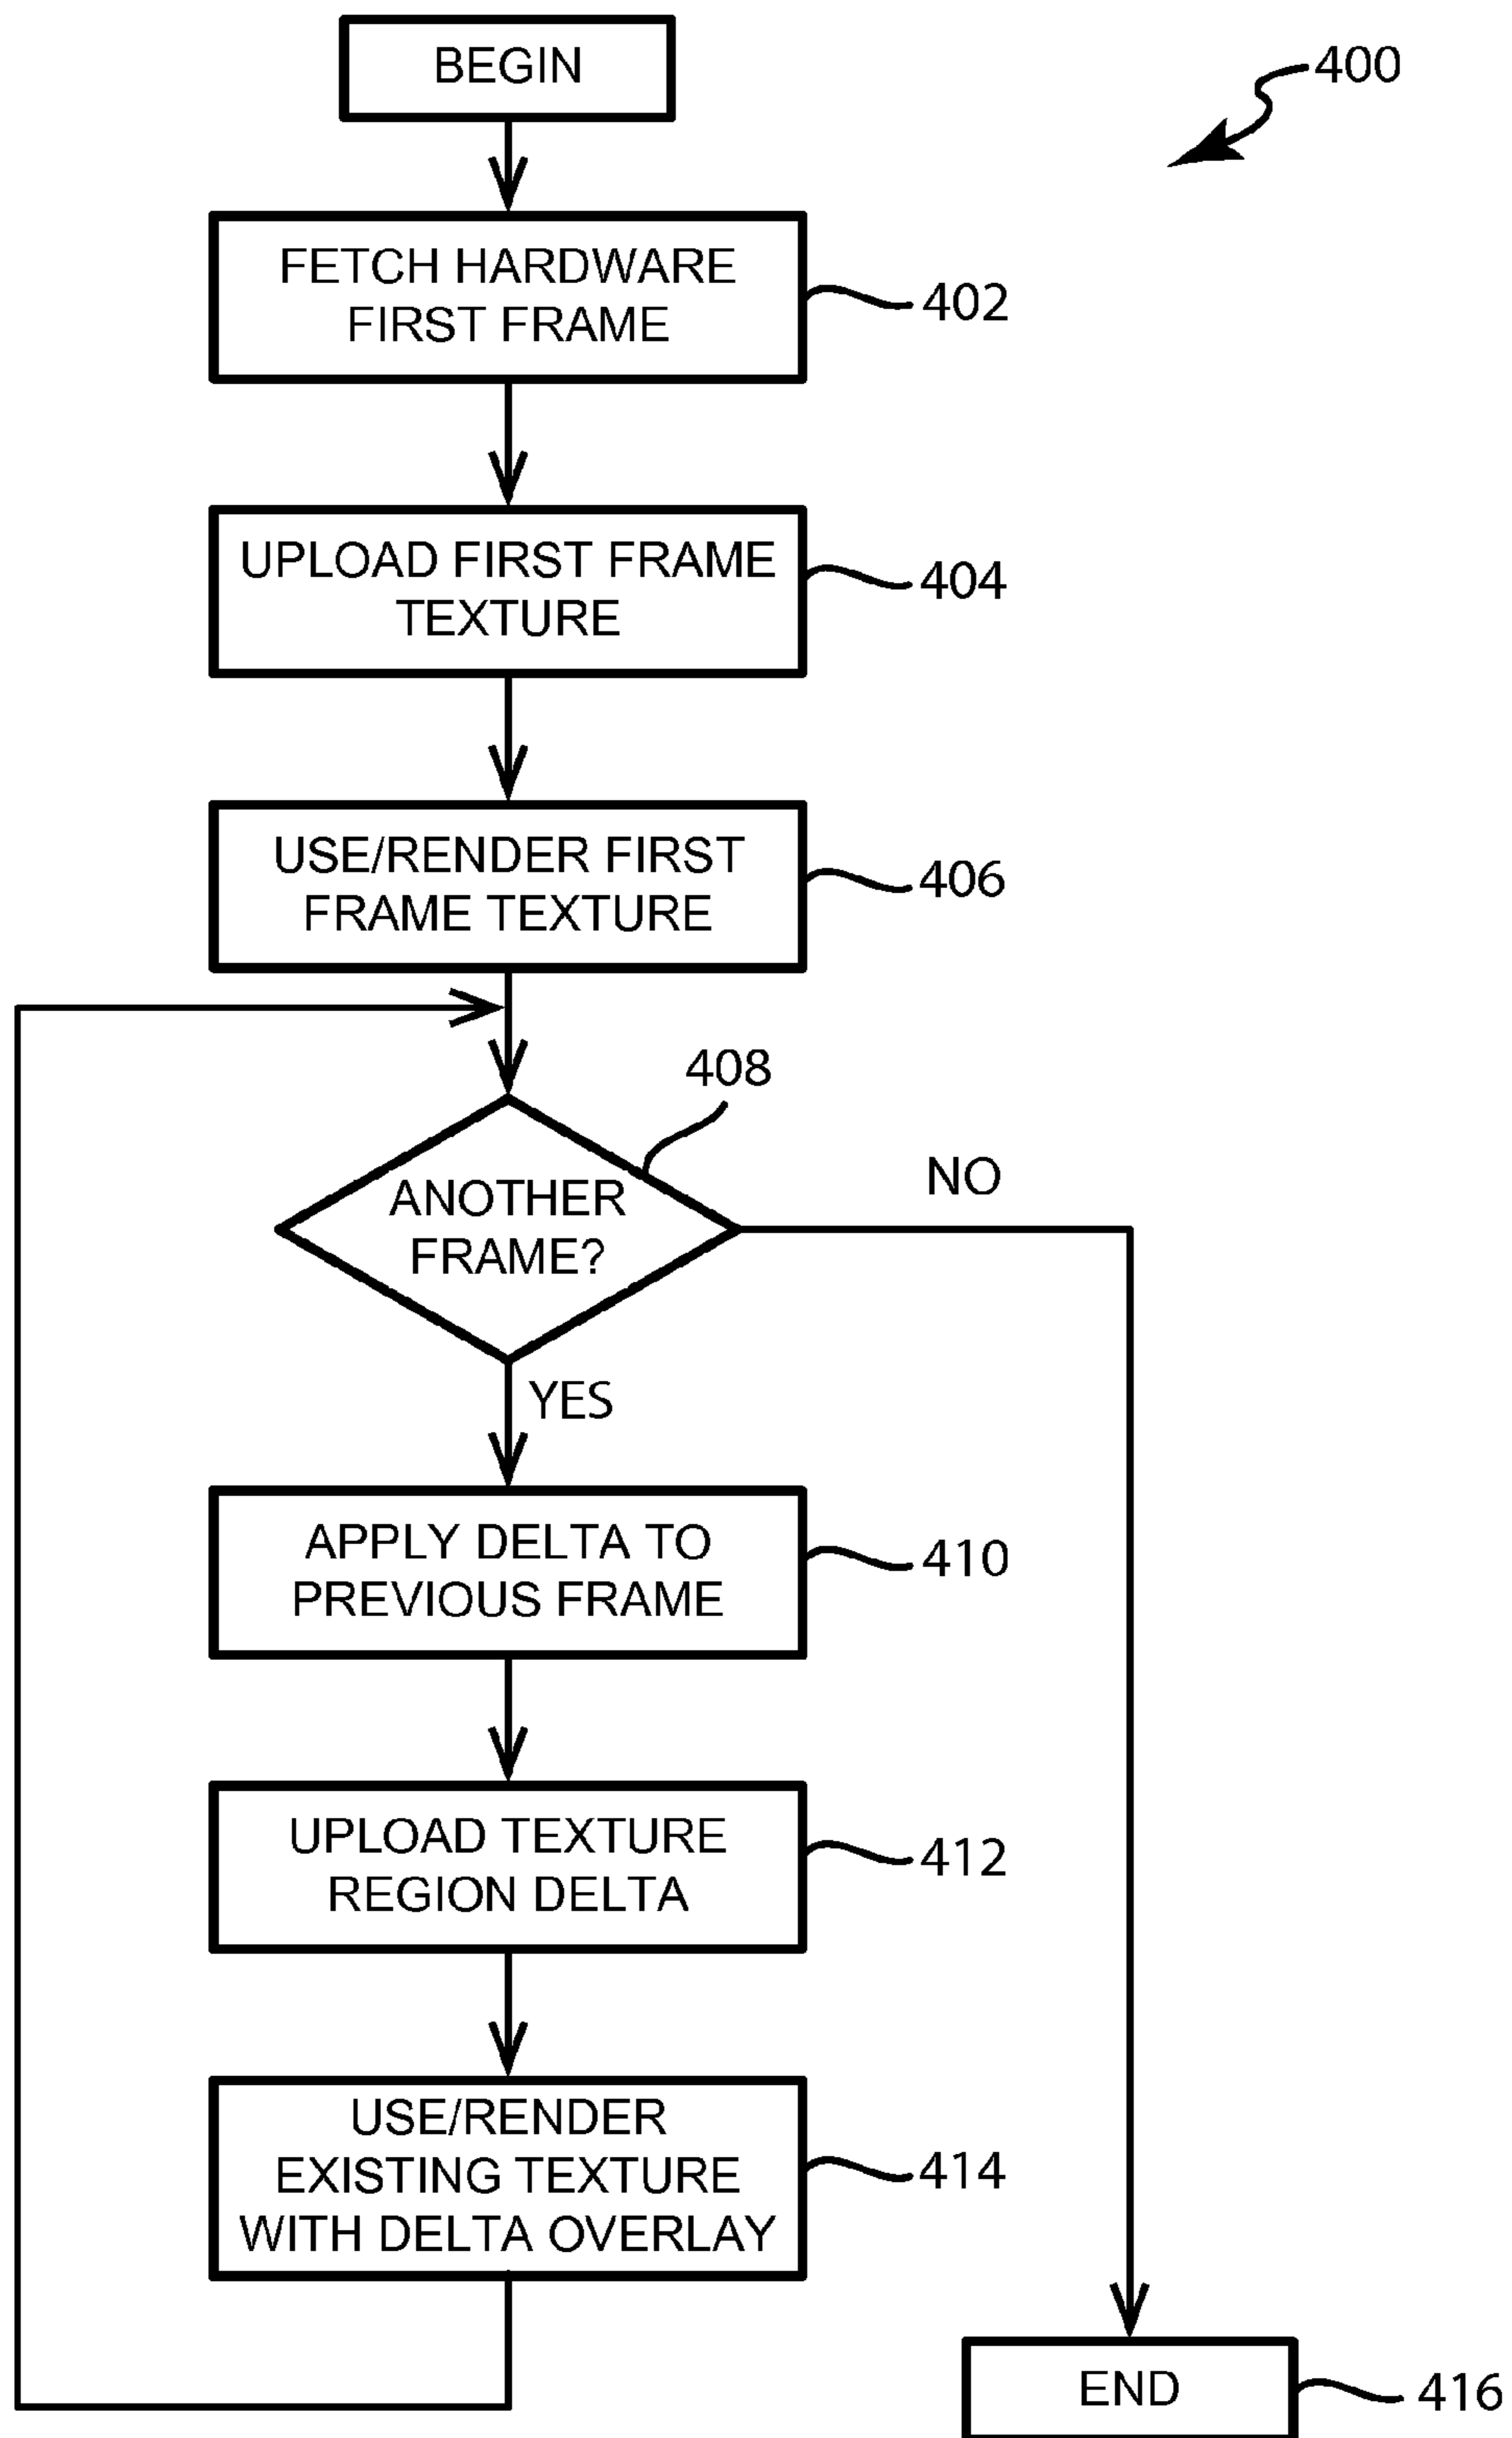 BEGIN
400
FETCH HARDWARE
FIRST FRAME
402
UPLOAD FIRST FRAME
TEXTURE
404
USE/RENDER FIRST
FRAME TEXTURE
406
408
ANOTHER
FRAME?
NO
YES
APPLY DELTA TO
PREVIOUS FRAME
410
UPLOAD TEXTURE
REGION DELTA
412
USE/RENDER
EXISTING TEXTURE
WITH DELTA OVERLAY
414
END
416